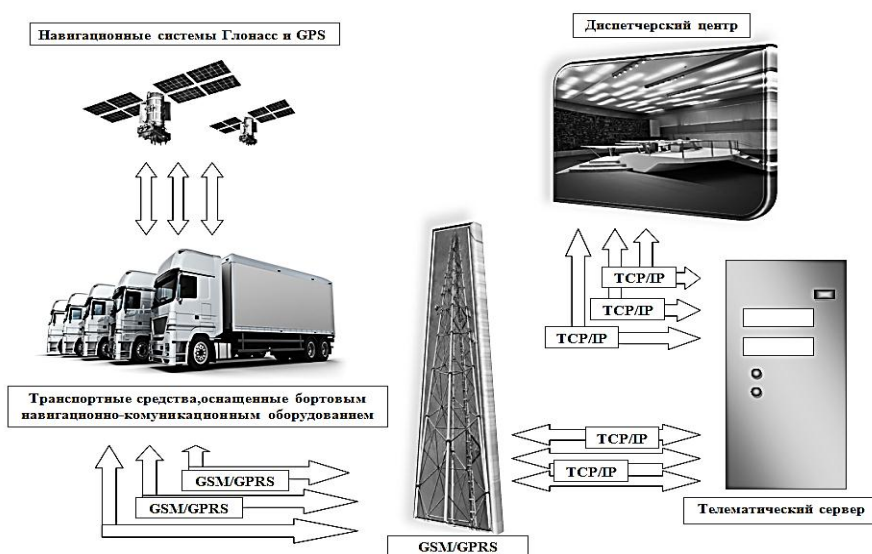 Навигационные системы Глонасс и GPS
Диспетчерский центр
TCP/IP
TCP/IP
TCP/IP
Транспортные средства,оснащенные бортовым
навигационно-комуникационным оборудованием
TCP/IP
TCP/IP
GSM/GPRS
GSM/GPRS
Телематический сервер
GSM/GPRS